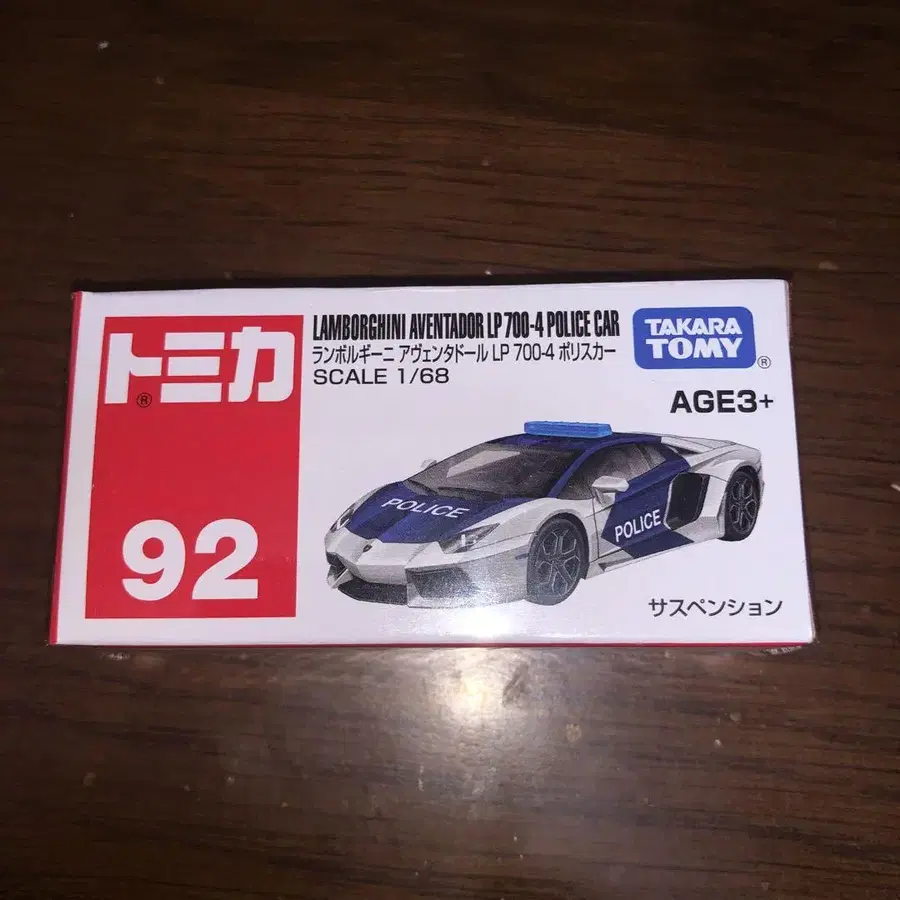 トミカ
®
92
LAMBORGHINI AVENTADOR LP 700-4 POLICE CAR
ランボルギーニ アヴェンタドール LP 700-4 ポリスカー
SCALE 1/68
TAKARA
TOMY
®
AGE3+
POLICE
POLICE
サスペンション